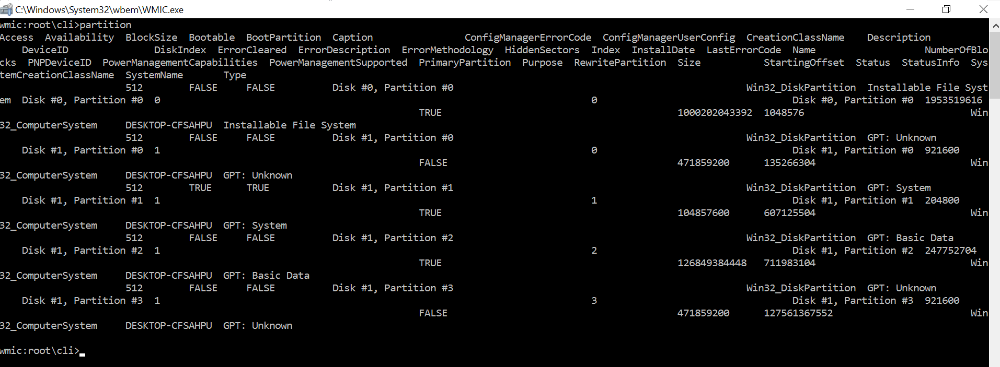 C:\Windows\System32\wbem\WMIC.exe
wmic:root\cli>partition
Access  Availability  BlockSize  Bootable  BootPartition  Caption                ConfigManagerErrorCode  ConfigManagerUserConfig  CreationClassName    Description
    DeviceID               DiskIndex  ErrorCleared  ErrorDescription  ErrorMethodology  HiddenSectors  Index  InstallDate  LastErrorCode  Name                   NumberOfBlo
cks  PNPDeviceID  PowerManagementCapabilities  PowerManagementSupported  PrimaryPartition  Purpose  RewritePartition  Size           StartingOffset  Status  StatusInfo  Sys
temCreationClassName  SystemName       Type
                      512        FALSE     FALSE          Disk #0, Partition #0                                                   Win32_DiskPartition  Installable File Syst
em  Disk #0, Partition #0  0                                                                           0                                  Disk #0, Partition #0  1953519616
                                                                         TRUE                                         1000202043392  1048576                             Win
32_ComputerSystem     DESKTOP-CFSAHPU  Installable File System
                      512        FALSE     FALSE          Disk #1, Partition #0                                                   Win32_DiskPartition  GPT: Unknown
    Disk #1, Partition #0  1                                                                           0                                  Disk #1, Partition #0  921600
                                                                         FALSE                                        471859200      135266304                           Win
32_ComputerSystem     DESKTOP-CFSAHPU  GPT: Unknown
                      512        TRUE      TRUE           Disk #1, Partition #1                                                   Win32_DiskPartition  GPT: System
    Disk #1, Partition #1  1                                                                           1                                  Disk #1, Partition #1  204800
                                                                         TRUE                                         104857600      607125504                           Win
32_ComputerSystem     DESKTOP-CFSAHPU  GPT: System
                      512        FALSE     FALSE          Disk #1, Partition #2                                                   Win32_DiskPartition  GPT: Basic Data
    Disk #1, Partition #2  1                                                                           2                                  Disk #1, Partition #2  247752704
                                                                         TRUE                                         126849384448   711983104                           Win
32_ComputerSystem     DESKTOP-CFSAHPU  GPT: Basic Data
                      512        FALSE     FALSE          Disk #1, Partition #3                                                   Win32_DiskPartition  GPT: Unknown
    Disk #1, Partition #3  1                                                                           3                                  Disk #1, Partition #3  921600
                                                                         FALSE                                        471859200      127561367552                        Win
32_ComputerSystem     DESKTOP-CFSAHPU  GPT: Unknown
wmic:root\cli>